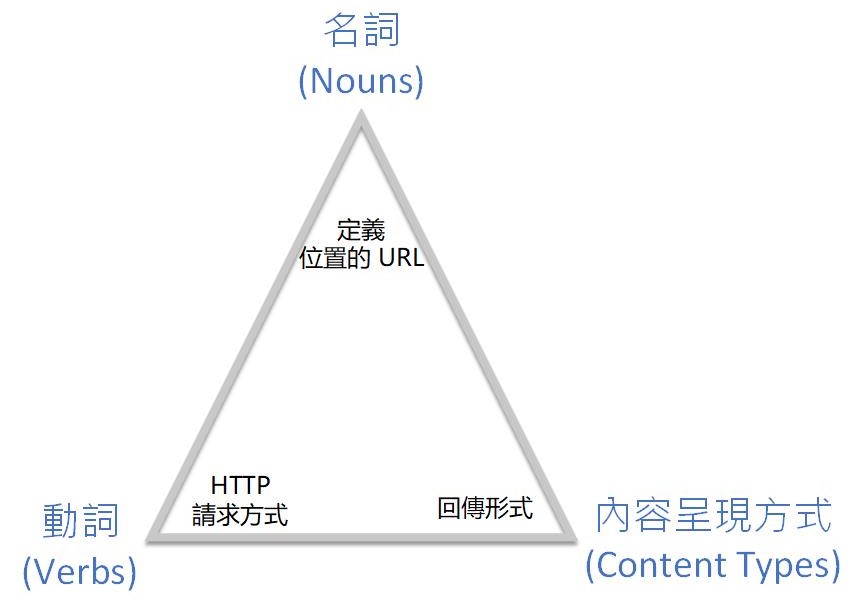 名詞
(Nouns)
定義
位置的 URL
HTTP
請求方式
回傳形式
動詞
(Verbs)
內容呈現方式
(Content Types)